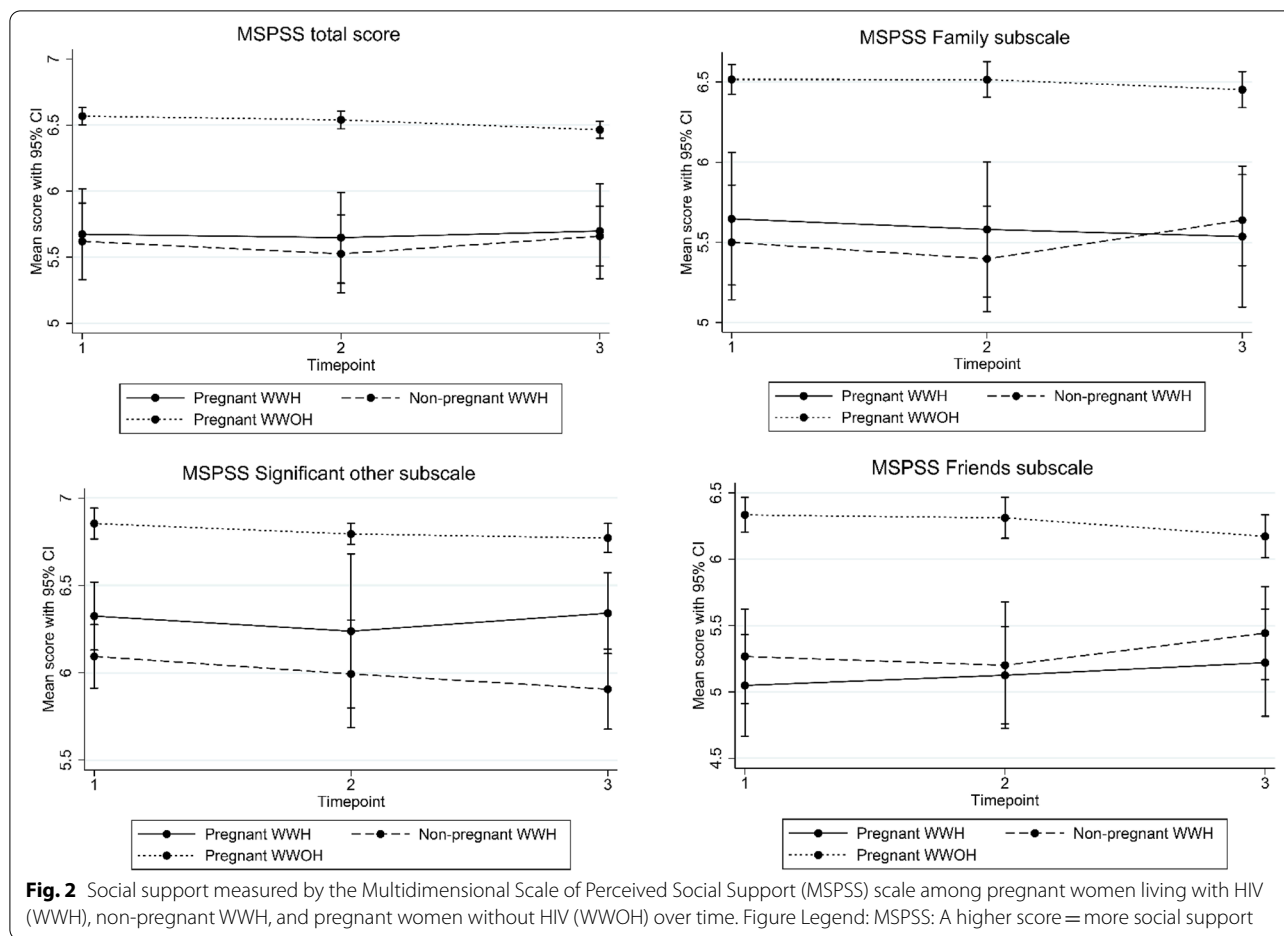 MSPSS total score
Mean score with 95% CI
7
6.5
6
5.5
5
1
2
3
Timepoint
Pregnant WWH
Non-pregnant WWH
Pregnant WWOH
MSPSS Family subscale
Mean score with 95% CI
6.5
6
5.5
5
1
2
3
Timepoint
Pregnant WWH
Non-pregnant WWH
Pregnant WWOH
MSPSS Significant other subscale
Mean score with 95% CI
7
6.5
6
5.5
1
2
3
Timepoint
Pregnant WWH
Non-pregnant WWH
Pregnant WWOH
MSPSS Friends subscale
Mean score with 95% CI
6.5
6
5.5
5
4.5
1
2
3
Timepoint
Pregnant WWH
Non-pregnant WWH
Pregnant WWOH
Fig. 2 Social support measured by the Multidimensional Scale of Perceived Social Support (MSPSS) scale among pregnant women living with HIV
(WWH), non-pregnant WWH, and pregnant women without HIV (WWOH) over time. Figure Legend: MSPSS: A higher score = more social support